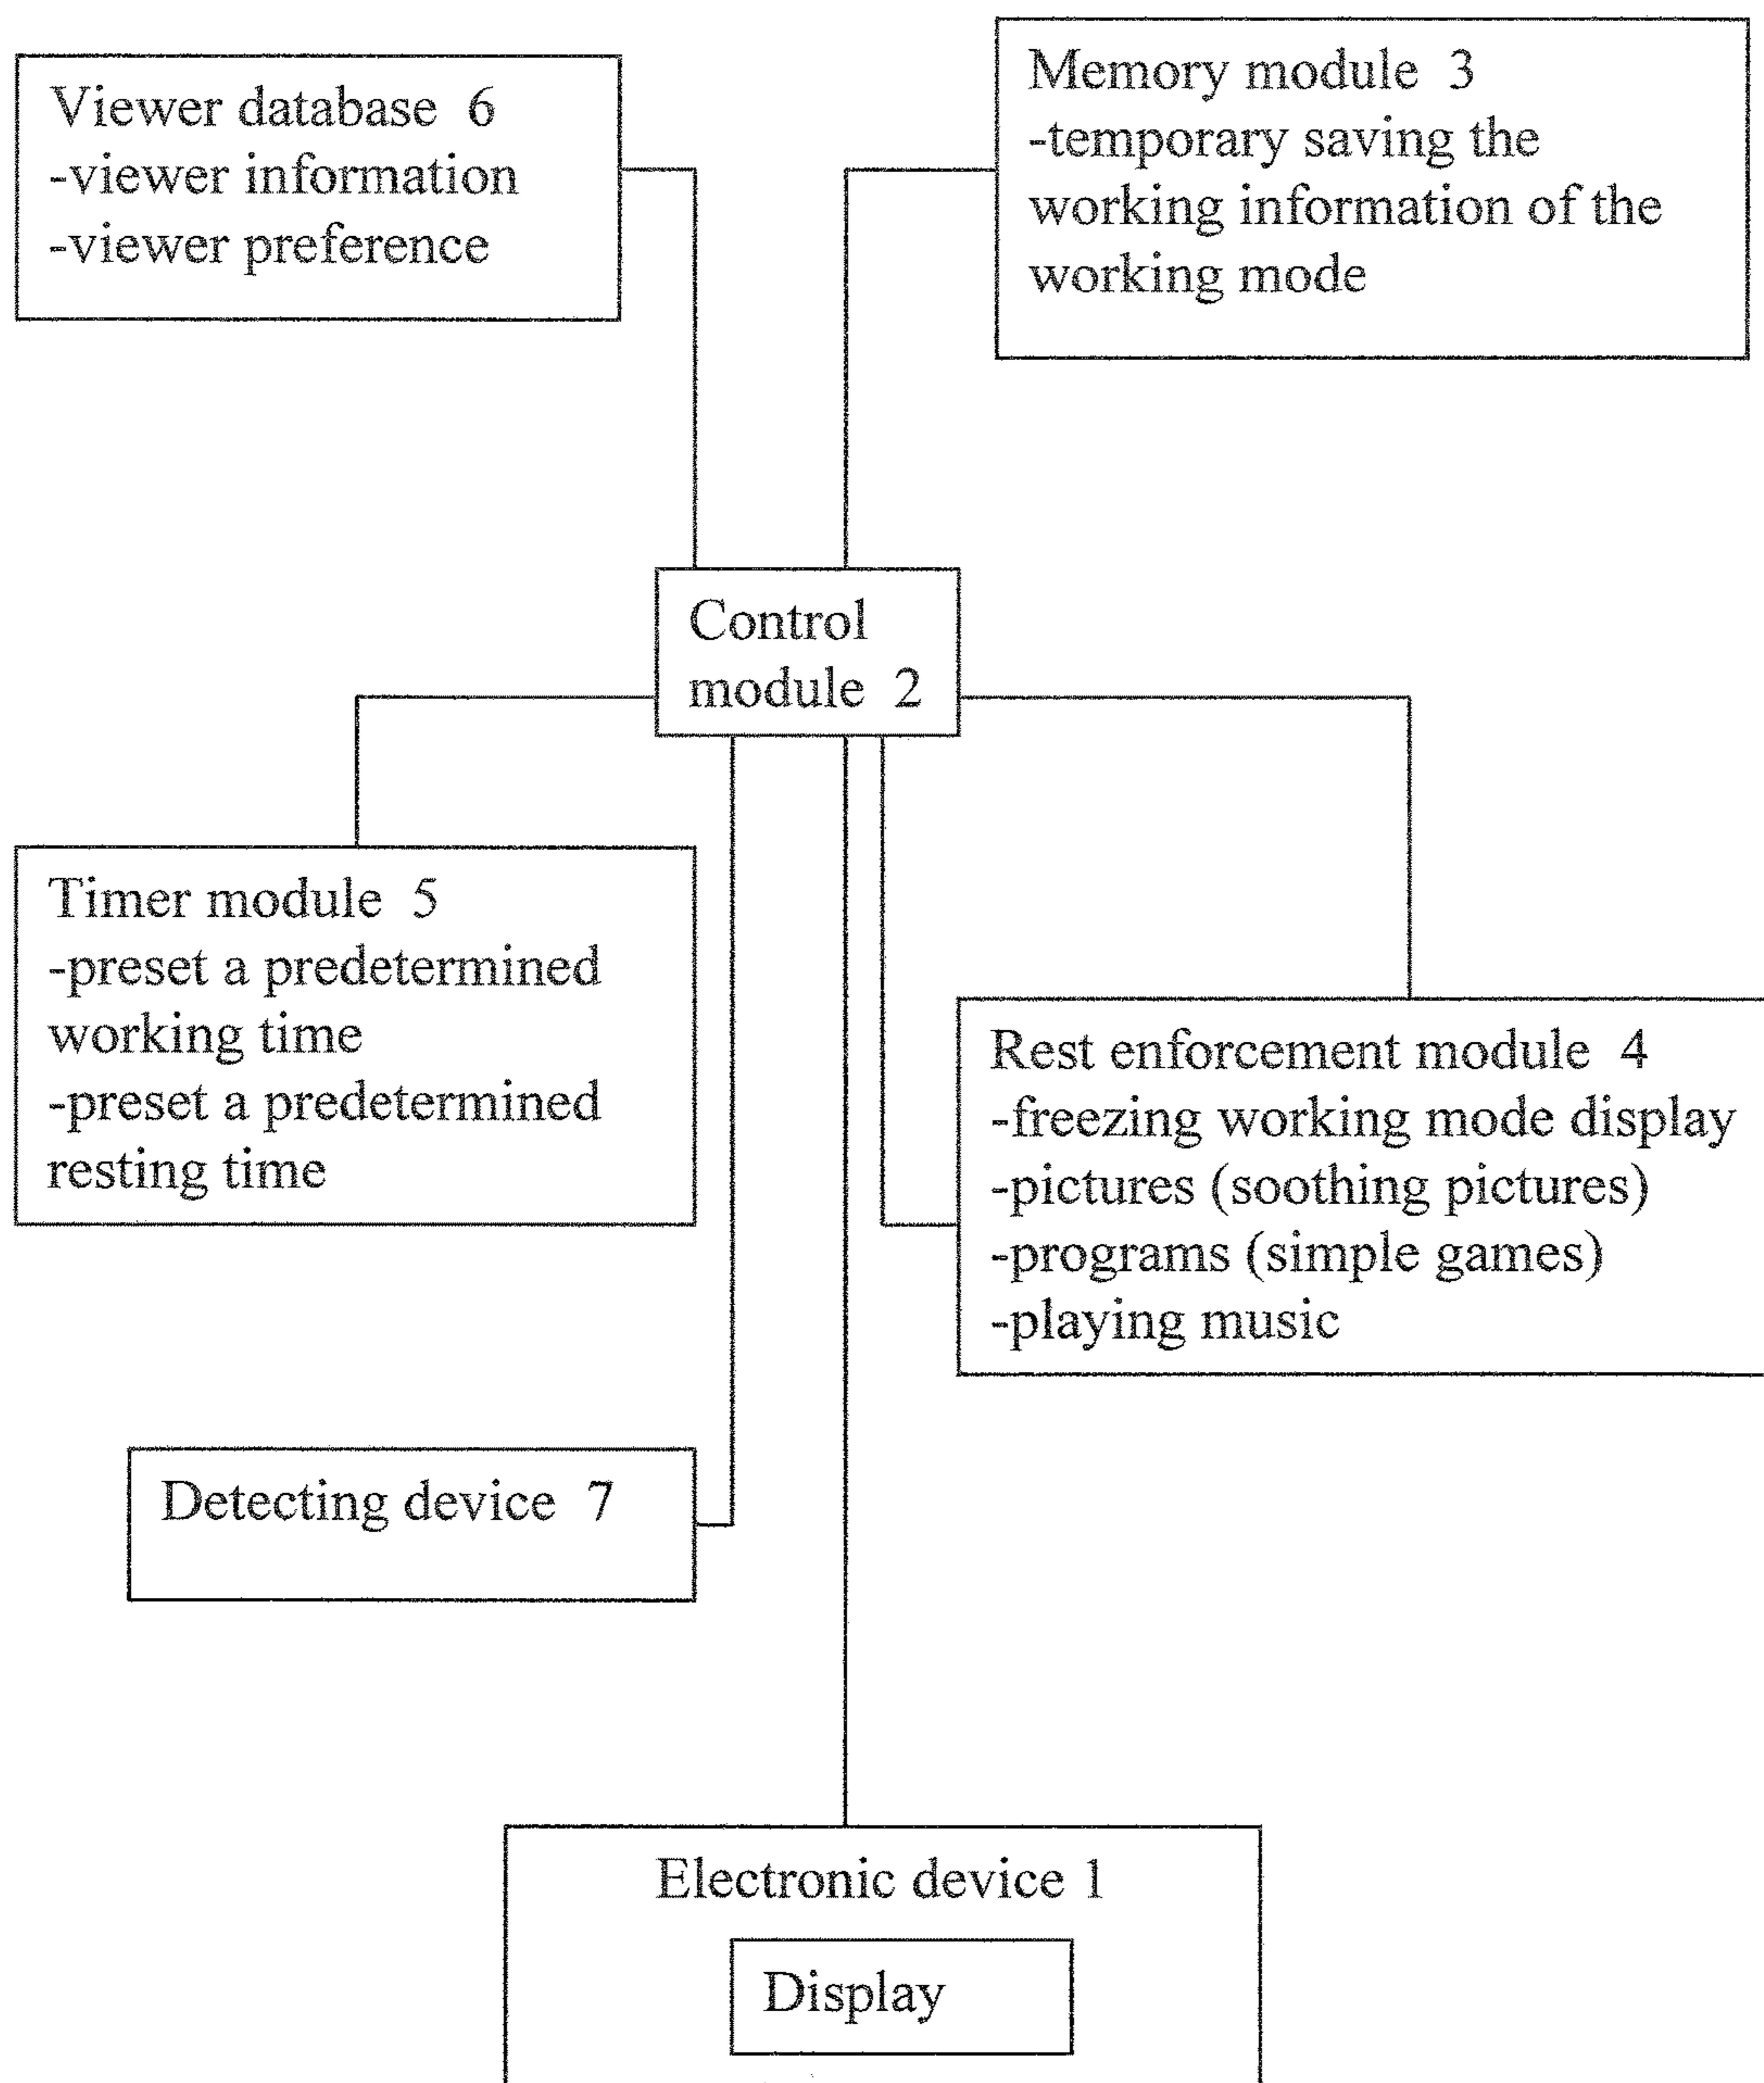 Viewer database 6
-viewer information
-viewer preference
Memory module 3
-temporary saving the
working information of the
working mode
Control
module 2
Timer module 5
-preset a predetermined
working time
-preset a predetermined
resting time
Rest enforcement module 4
-freezing working mode display
-pictures (soothing pictures)
-programs (simple games)
-playing music
Detecting device 7
Electronic device 1
Display